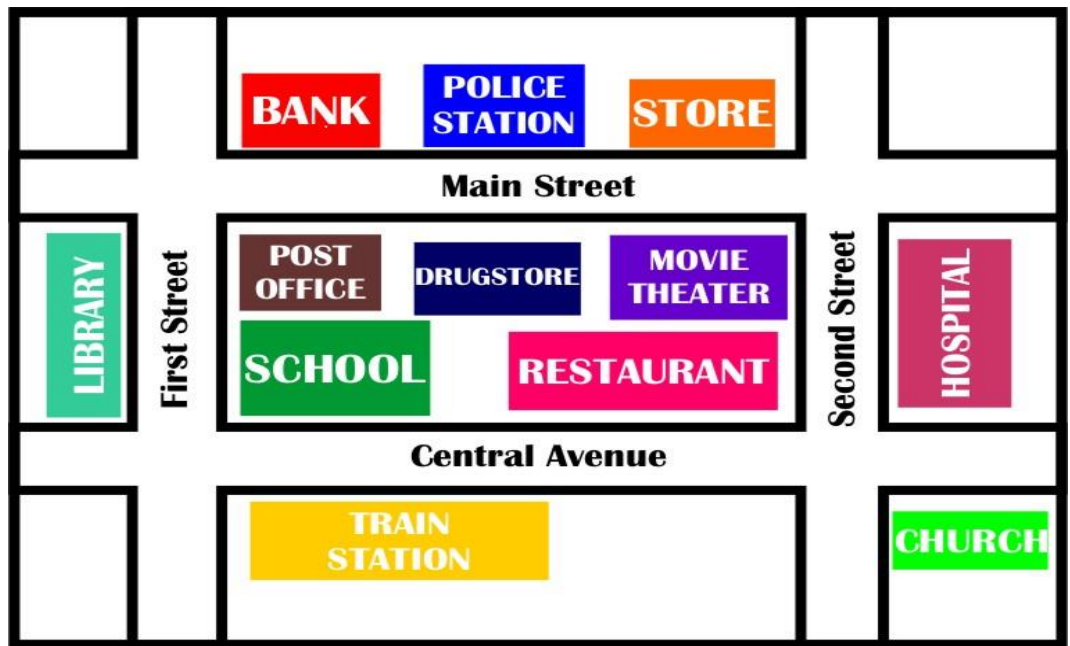 BANK
POLICE
STATION
STORE
Main Street
LIBRARY
First Street
POST
OFFICE
DRUGSTORE
MOVIE
THEATER
Second Street
HOSPITAL
SCHOOL
RESTAURANT
Central Avenue
TRAIN
STATION
CHURCH